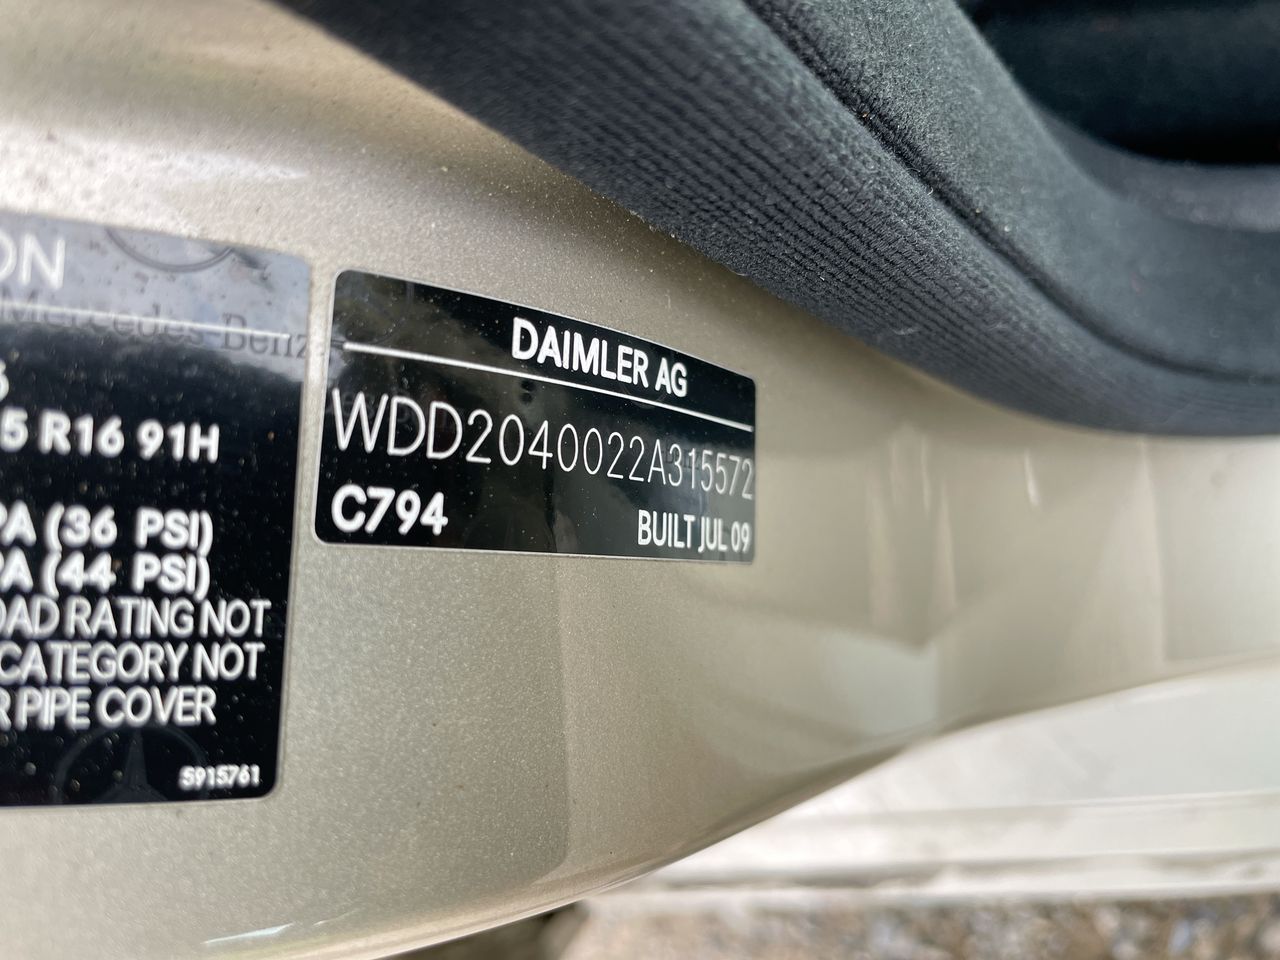 ON
Mercedes-Benz
5 R16 91H
PA (36 PSI)
PA (44 PSI)
OAD RATING NOT
CATEGORY NOT
R PIPE COVER
5915761
DAIMLER AG
WDD2040022A315572
C794
BUILT JUL 09